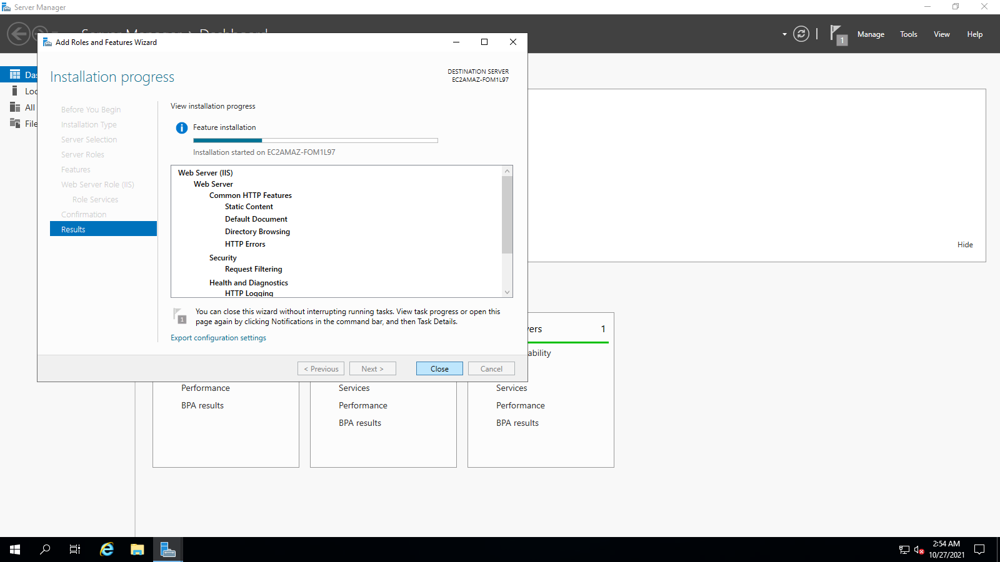 Server Manager
Server Manager › Dashboard
1
Manage
Tools
View
Help
Add Roles and Features Wizard
Installation progress
DESTINATION SERVER
EC2AMAZ-FOM1L97
Das
Loc
All
File
Before You Begin
Installation Type
Server Selection
Server Roles
Features
Web Server Role (IIS)
Role Services
Confirmation
Results
View installation progress
Feature installation
Installation started on EC2AMAZ-FOM1L97
Web Server (IIS)
Web Server
Common HTTP Features
Static Content
Default Document
Directory Browsing
HTTP Errors
Security
Request Filtering
Health and Diagnostics
HTTP Logging
1
You can close this wizard without interrupting running tasks. View task progress or open this
page again by clicking Notifications in the command bar, and then Task Details.
Export configuration settings
< Previous
Next >
Close
Cancel
Hide
vers
1
ability
Performance
BPA results
Services
Performance
BPA results
Services
Performance
BPA results
2:54 AM
10/27/2021